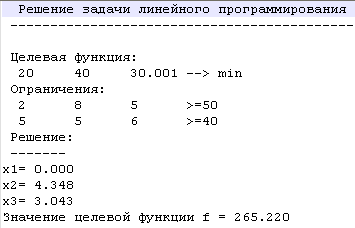 Решение задачи линейного программирования
-------------------------------------------
Целевая функция:
20 40 30.001 --> min
Ограничения:
2 8 5 >=50
5 5 6 >=40
Решение:
-------
x1= 0.000
x2= 4.348
x3= 3.043
Значение целевой функции f = 265.220